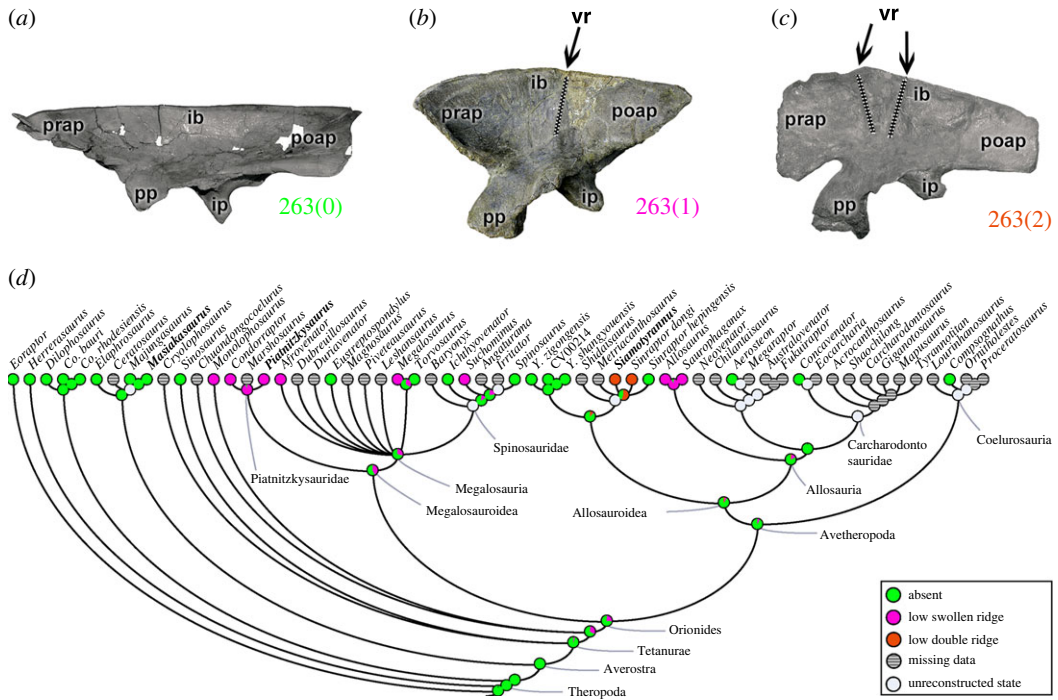 (a)
prap
ib
poap
pp
ip
263(0)
(b)
vr
prap
ib
poap
pp
ip
263(1)
(c)
vr
prap
ib
poap
pp
ip
263(2)
(d)
Eoraptor
Herrerasaurus
Dilophosaurus
Co. bauri
Co. rhodesiensis
Elaphrosaurus
Ceratosaurus
Masiakasaurus
Cryolophosaurus
Sinosaurus
Chuandongocoelurus
Monolophosaurus
Condorraptor
Marshosaurus
Piatnitzkysaurus
Afrovenator
Dubreuillosaurus
Duriavenator
Eustreptospondylus
Magnosaurus
Piveteausaurus
Leshansaurus
Megalosaurus
Torvosaurus
Baryonyx
Ichthyovenator
Suchomimus
Angaturama
Irritator
Spinosaurus
Y. zigongensis
CV00214
Y. shangyouensis
Shidaisaurus
Metriacanthosaurus
Siamotyrannus
Sinraptor dongi
Sinraptor hepingensis
Allosaurus
Saurophaganax
Neovenator
Chilantaisaurus
Aerosteon
Megaraptor
Australovenator
Fukuiraptor
Concavenator
Eocarcharia
Acrocanthosaurus
Shaochilong
Carcharodontosaurus
Giganotosaurus
Mapusaurus
Tyrannotitan
Lourinhanosaurus
Compsognathus
Ornitholestes
Proceratosaurus
Piatnitzkysauridae
Spinosauridae
Megalosauria
Megalosauroidea
Carcharodonto
sauridae
Coelurosauria
Allosauria
Allosauroidea
Avetheropoda
Orionides
Tetanurae
Averostra
Theropoda
absent
low swollen ridge
low double ridge
missing data
unreconstructed state